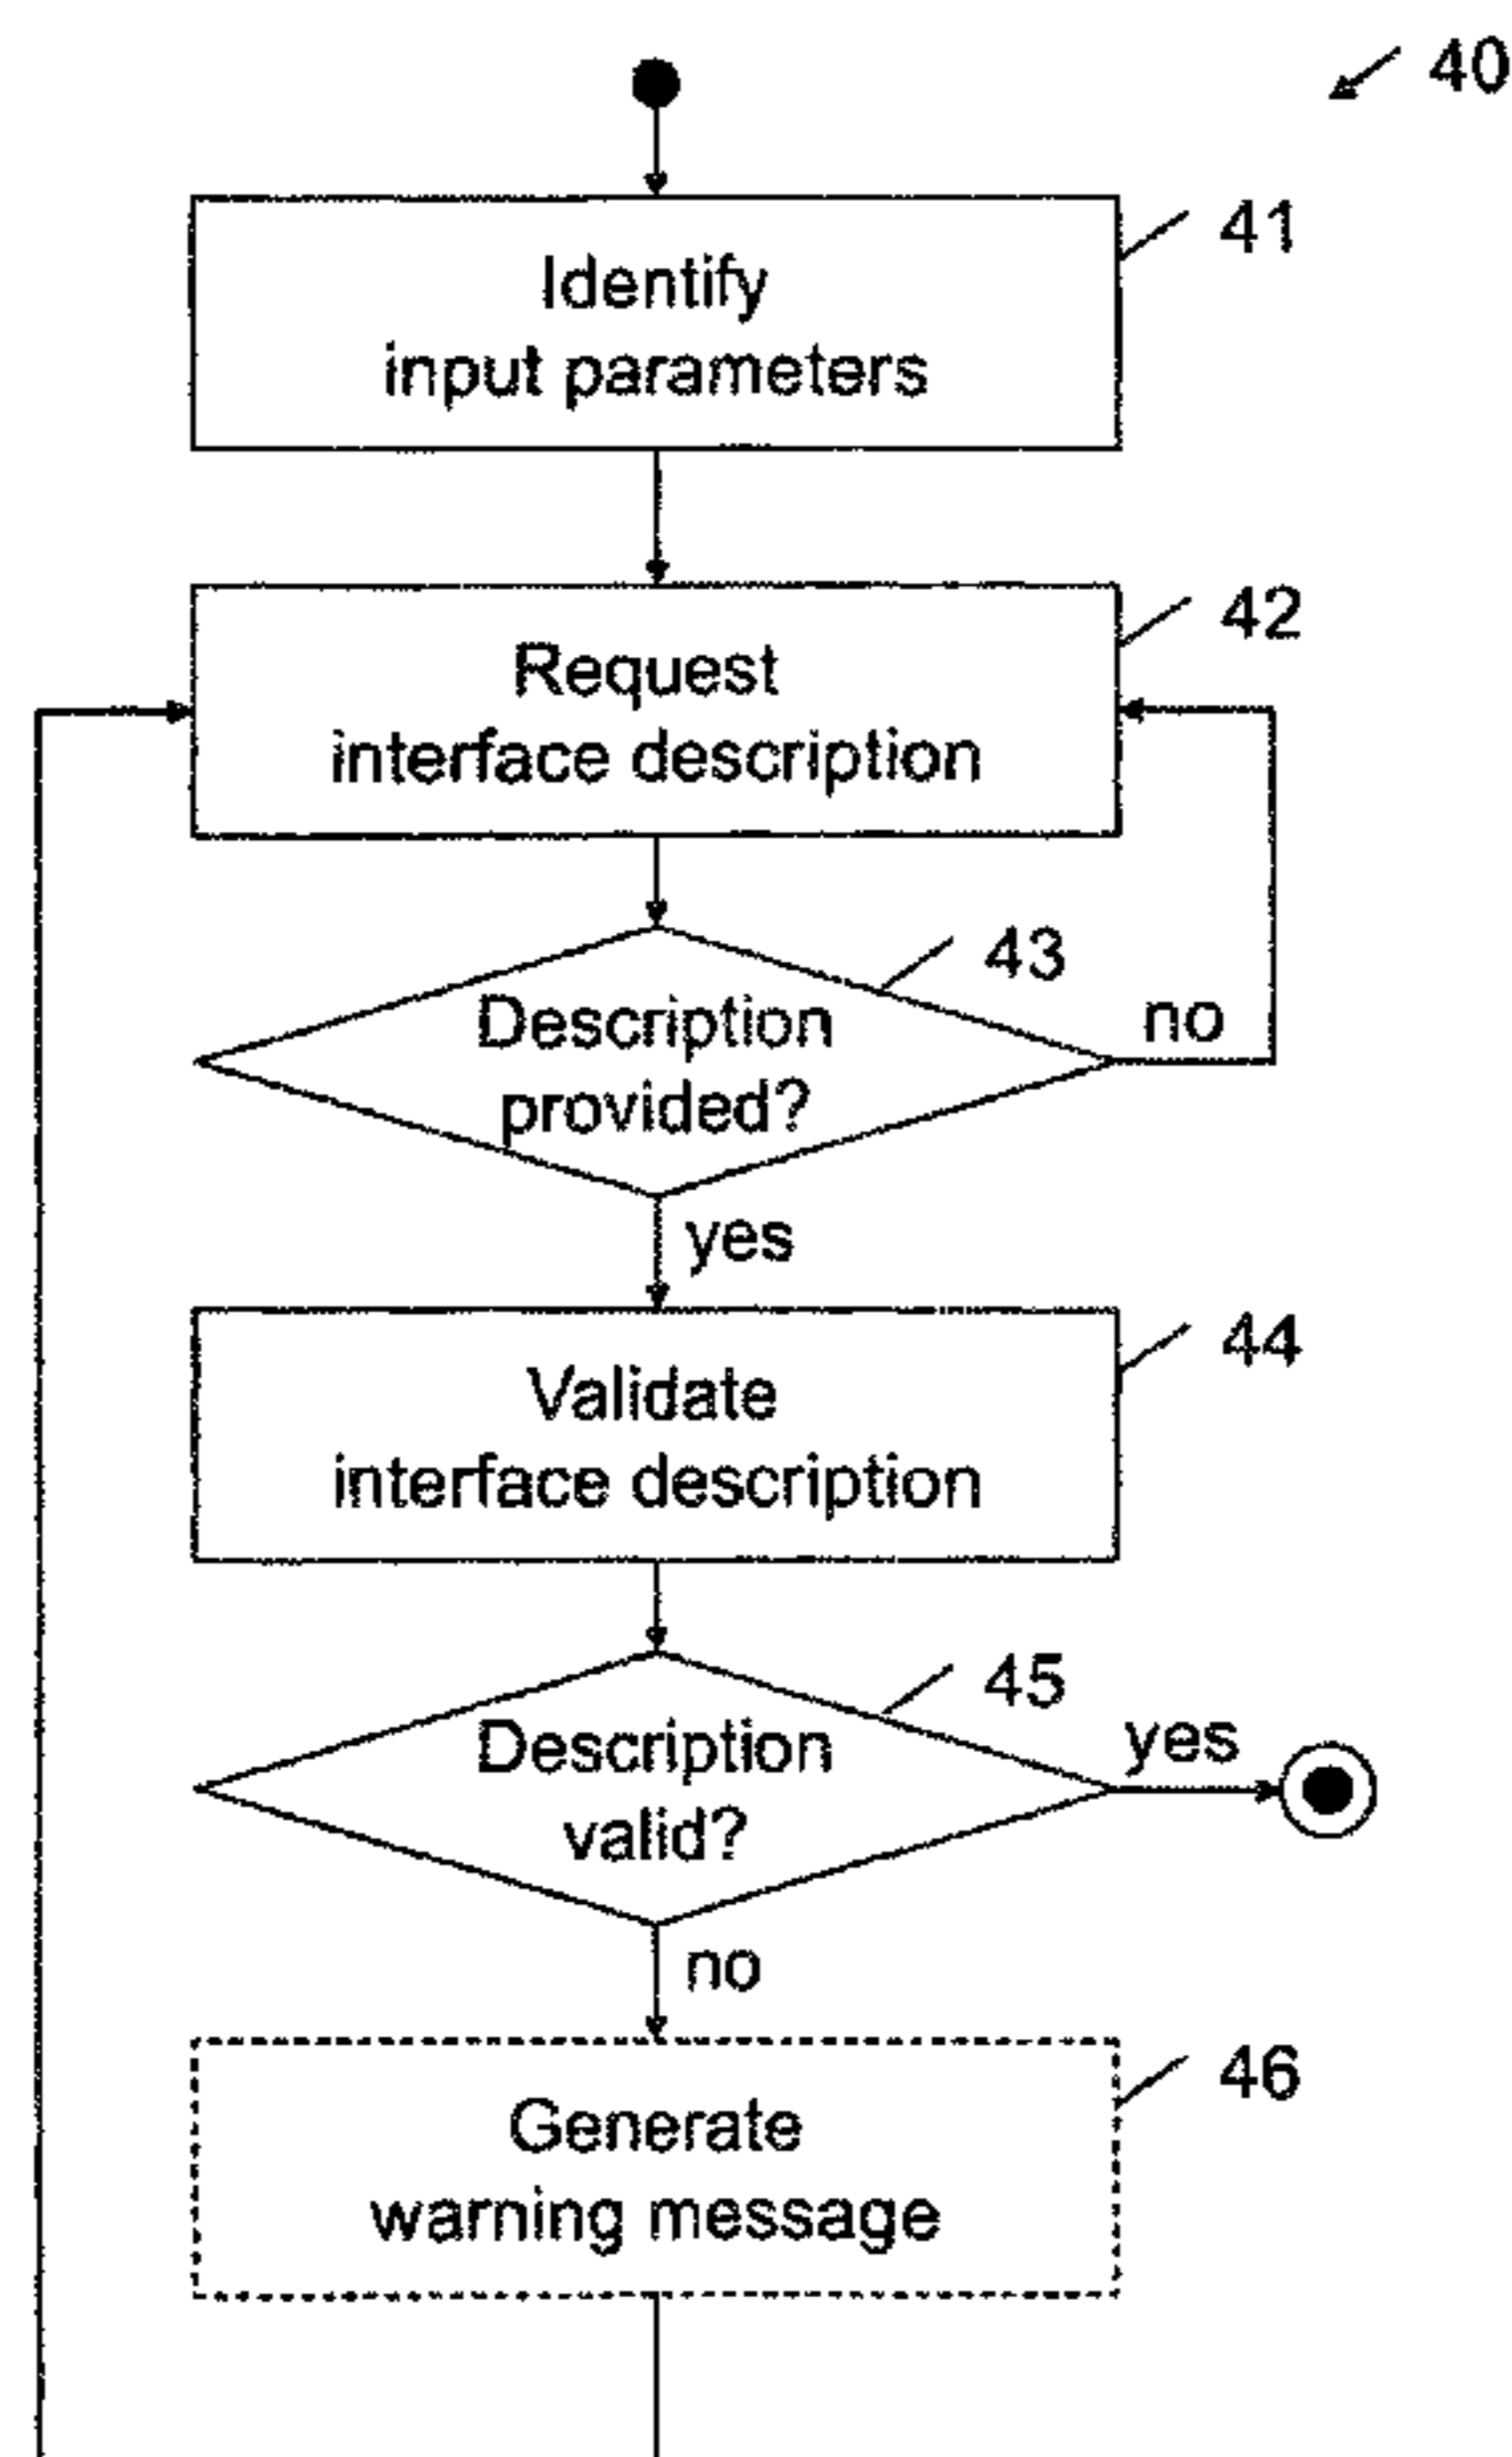 40
41
Identify
input parameters
42
Request
interface description
43
Description
provided?
no
yes
44
Validate
interface description
45
Description
valid?
yes
no
46
Generate
warning message